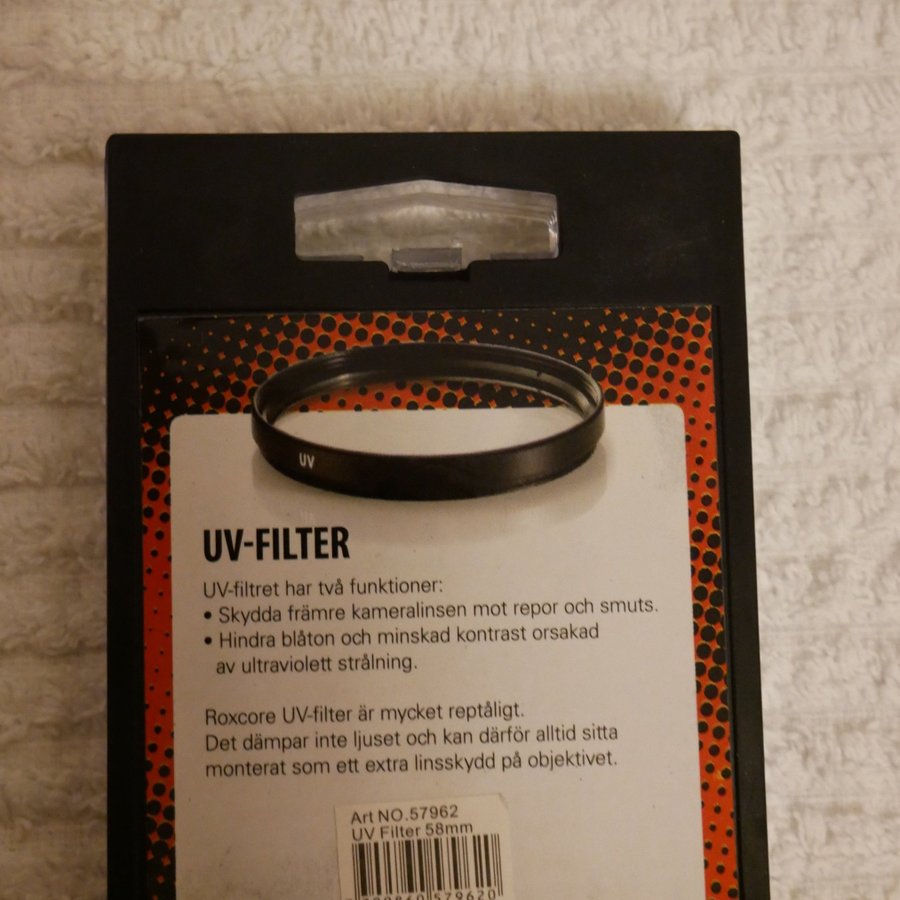 UV
UV-FILTER
UV-filtret har två funktioner:
• Skydda främre kameralinsen mot repor och smuts.
• Hindra blåton och minskad kontrast orsakad
av ultraviolett strålning.
Roxcore UV-filter är mycket reptåligt.
Det dämpar inte ljuset och kan därför alltid sitta
monterat som ett extra linsskydd på objektivet.
Art NO.57962
UV Filter 58mm
579620